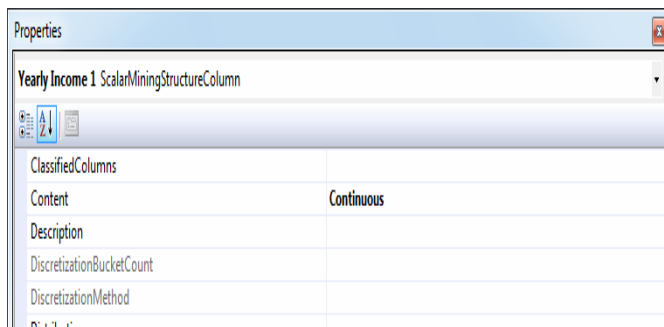 Properties
Yearly Income 1 ScalarMiningStructureColumn
ClassifiedColumns
Content Continuous
Description
DiscretizationBucketCount
DiscretizationMethod